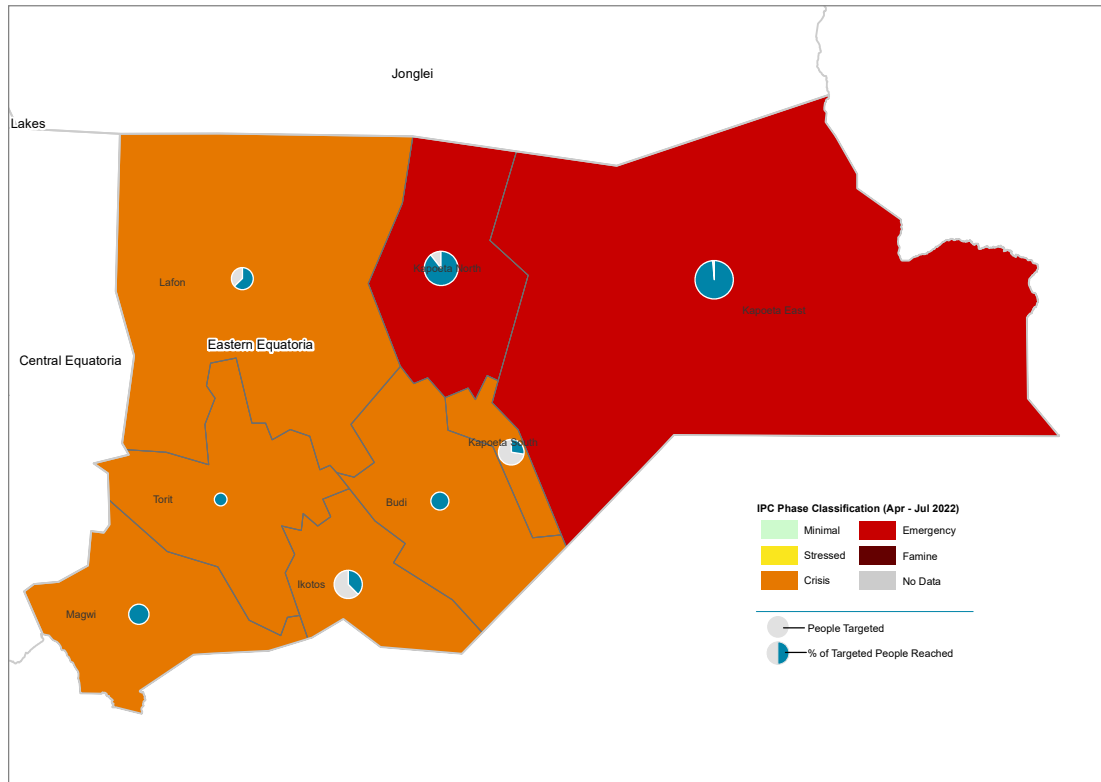 Jonglei
Lakes
Kapoeta North
Lafon
Kapoeta East
Eastern Equatoria
Central Equatoria
Kapoeta South
Torit
Budi
IPC Phase Classification (Apr - Jul 2022)
Minimal
Emergency
Stressed
Famine
Crisis
No Data
Ikotos
Magwi
People Targeted
% of Targeted People Reached